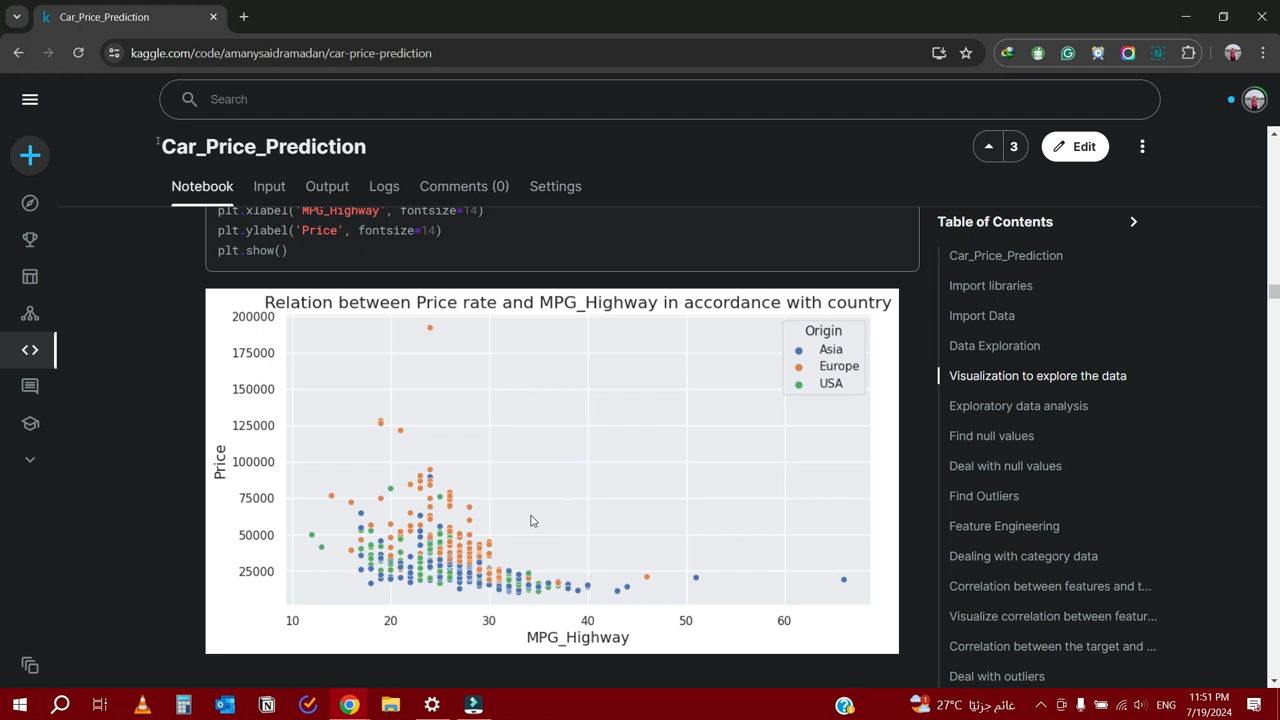 Car_Price_Prediction
kaggle.com/code/amanysaidramadan/car-price-prediction
Search
Car_Price_Prediction
3
Edit
Notebook
Input
Output
Logs
Comments (0)
Settings
plt.xlabel('MPG_Highway', fontsize=14)
plt.ylabel('Price', fontsize=14)
plt.show()
Relation between Price rate and MPG_Highway in accordance with country
200000
175000
150000
125000
100000
75000
50000
25000
Price
Origin
Asia
Europe
USA
10 20 30 40 50 60
MPG_Highway
Table of Contents
Car_Price_Prediction
Import libraries
Import Data
Data Exploration
Visualization to explore the data
Exploratory data analysis
Find null values
Deal with null values
Find Outliers
Feature Engineering
Dealing with category data
Correlation between features and t...
Visualize correlation between featur...
Correlation between the target and ...
Deal with outliers
27°C غائم جزئيًا
ENG
11:51 PM
7/19/2024